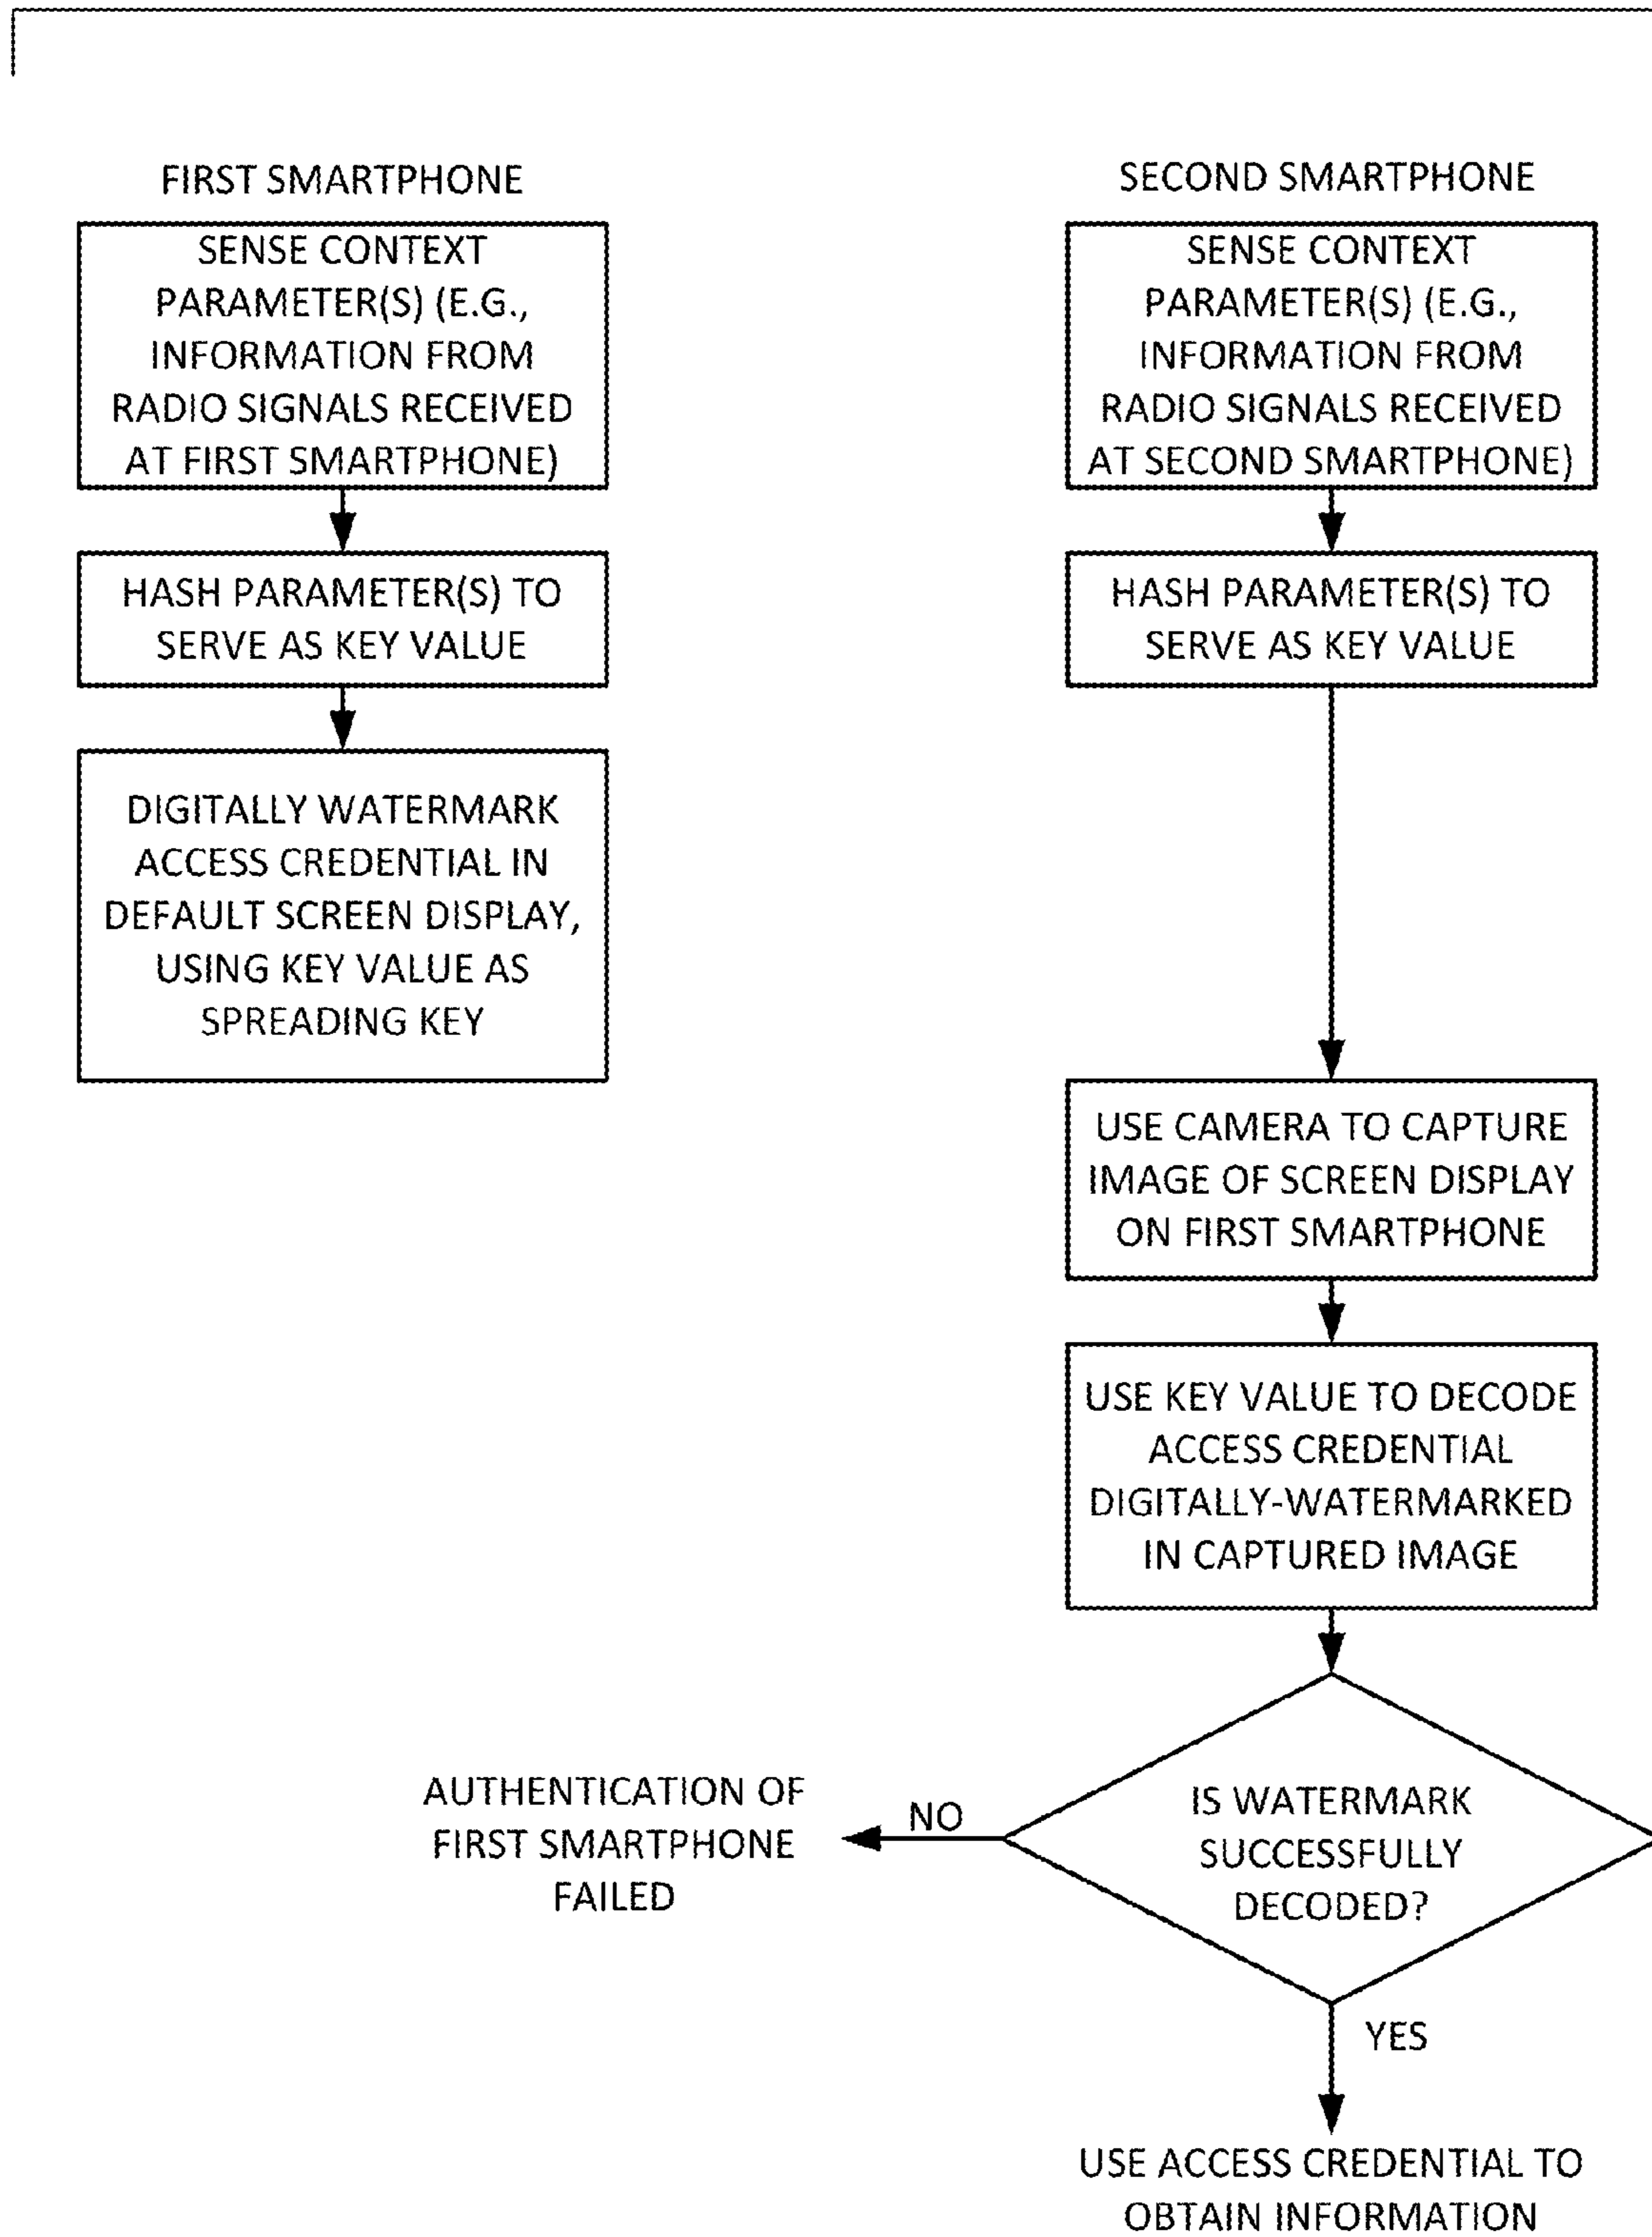 FIRST SMARTPHONE
SENSE CONTEXT
PARAMETER(S) (E.G.,
INFORMATION FROM
RADIO SIGNALS RECEIVED
AT FIRST SMARTPHONE)
HASH PARAMETER(S) TO
SERVE AS KEY VALUE
DIGITALLY WATERMARK
ACCESS CREDENTIAL IN
DEFAULT SCREEN DISPLAY,
USING KEY VALUE AS
SPREADING KEY
SECOND SMARTPHONE
SENSE CONTEXT
PARAMETER(S) (E.G.,
INFORMATION FROM
RADIO SIGNALS RECEIVED
AT SECOND SMARTPHONE)
HASH PARAMETER(S) TO
SERVE AS KEY VALUE
USE CAMERA TO CAPTURE
IMAGE OF SCREEN DISPLAY
ON FIRST SMARTPHONE
USE KEY VALUE TO DECODE
ACCESS CREDENTIAL
DIGITALLY-WATERMARKED
IN CAPTURED IMAGE
IS WATERMARK
SUCCESSFULLY
DECODED?
NO
AUTHENTICATION OF
FIRST SMARTPHONE
FAILED
YES
USE ACCESS CREDENTIAL TO
OBTAIN INFORMATION